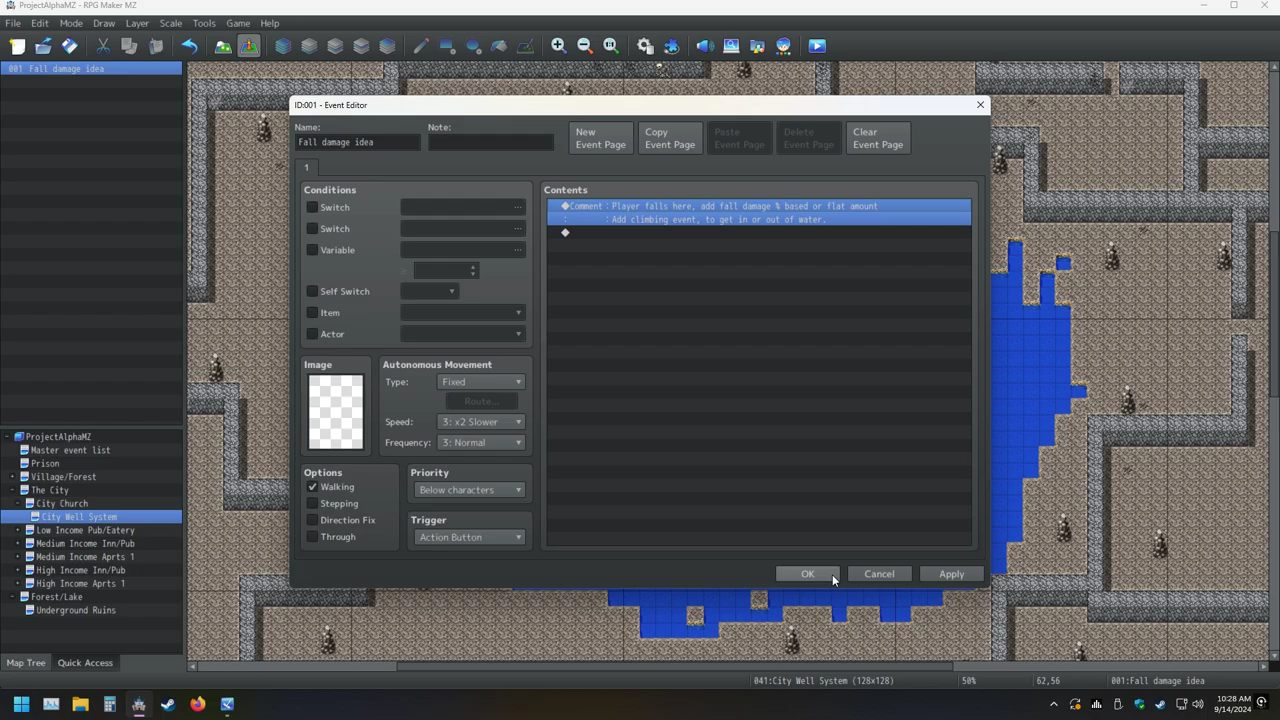 ProjectAlphaMZ - RPG Maker MZ
File Edit Mode Draw Layer Scale Tools Game Help
001 Fall damage idea
ID:001 - Event Editor
Name: Note:
Fall damage idea
New Event Page
Copy Event Page
Paste Event Page
Delete Event Page
Clear Event Page
1
Conditions
Switch ...
Switch ...
Variable ...
Self Switch
Item
Actor
Image
Autonomous Movement
Type: Fixed
Route...
Speed: 3: x2 Slower
Frequency: 3: Normal
Options
Walking
Stepping
Direction Fix
Through
Priority
Below characters
Trigger
Action Button
Contents
◆Comment：Player falls here, add fall damage % based or flat amount
：　　　：Add climbing event, to get in or out of water.
◆
OK Cancel Apply
ProjectAlphaMZ
Master event list
Prison
Village/Forest
The City
City Church
City Well System
Low Income Pub/Eatery
Medium Income Inn/Pub
Medium Income Aprts 1
High Income Inn/Pub
High Income Aprts 1
Forest/Lake
Underground Ruins
Map Tree Quick Access
041:City Well System (128x128) 50% 62,56 001:Fall damage idea
10:28 AM
9/14/2024